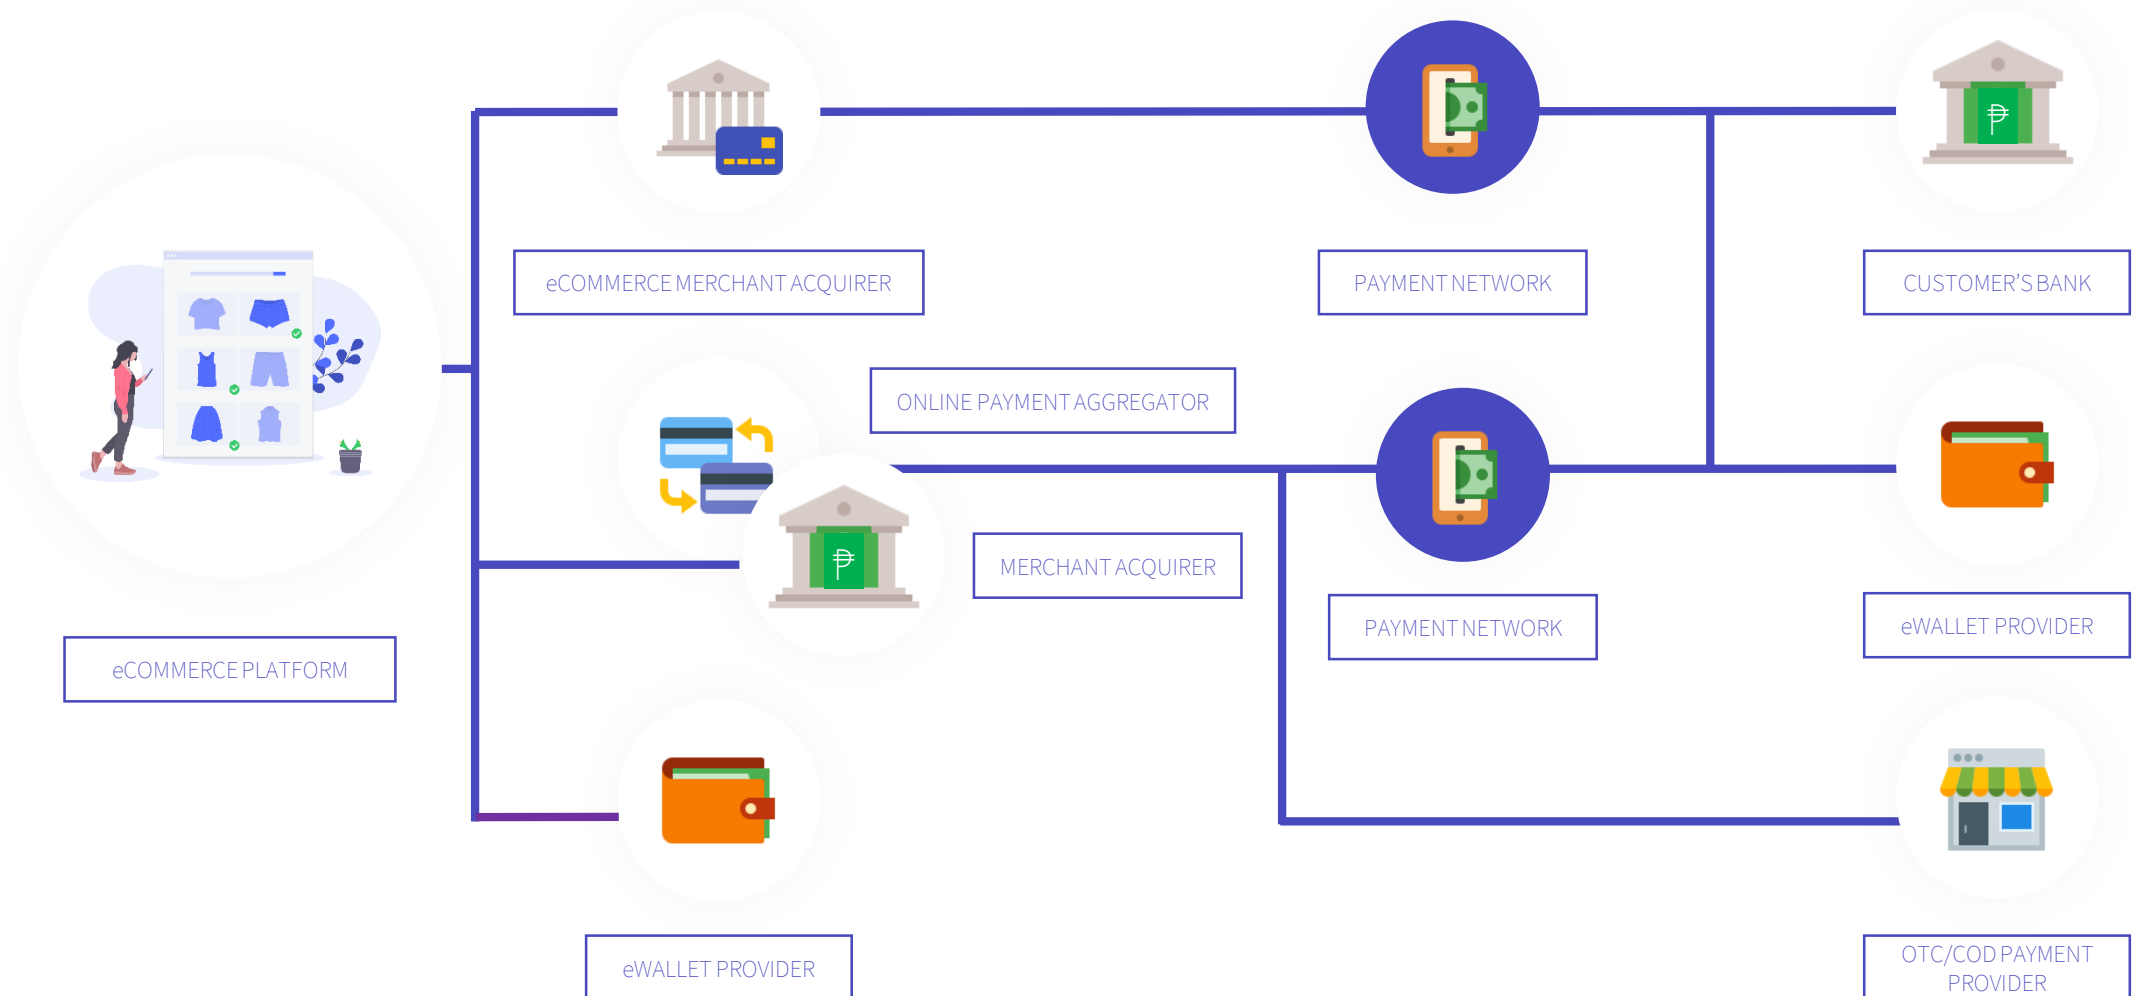 eCOMMERCE MERCHANT ACQUIRER
PAYMENT NETWORK
CUSTOMER’S BANK
ONLINE PAYMENT AGGREGATOR
MERCHANT ACQUIRER
PAYMENT NETWORK
eWALLET PROVIDER
eCOMMERCE PLATFORM
eWALLET PROVIDER
OTC/COD PAYMENT
PROVIDER